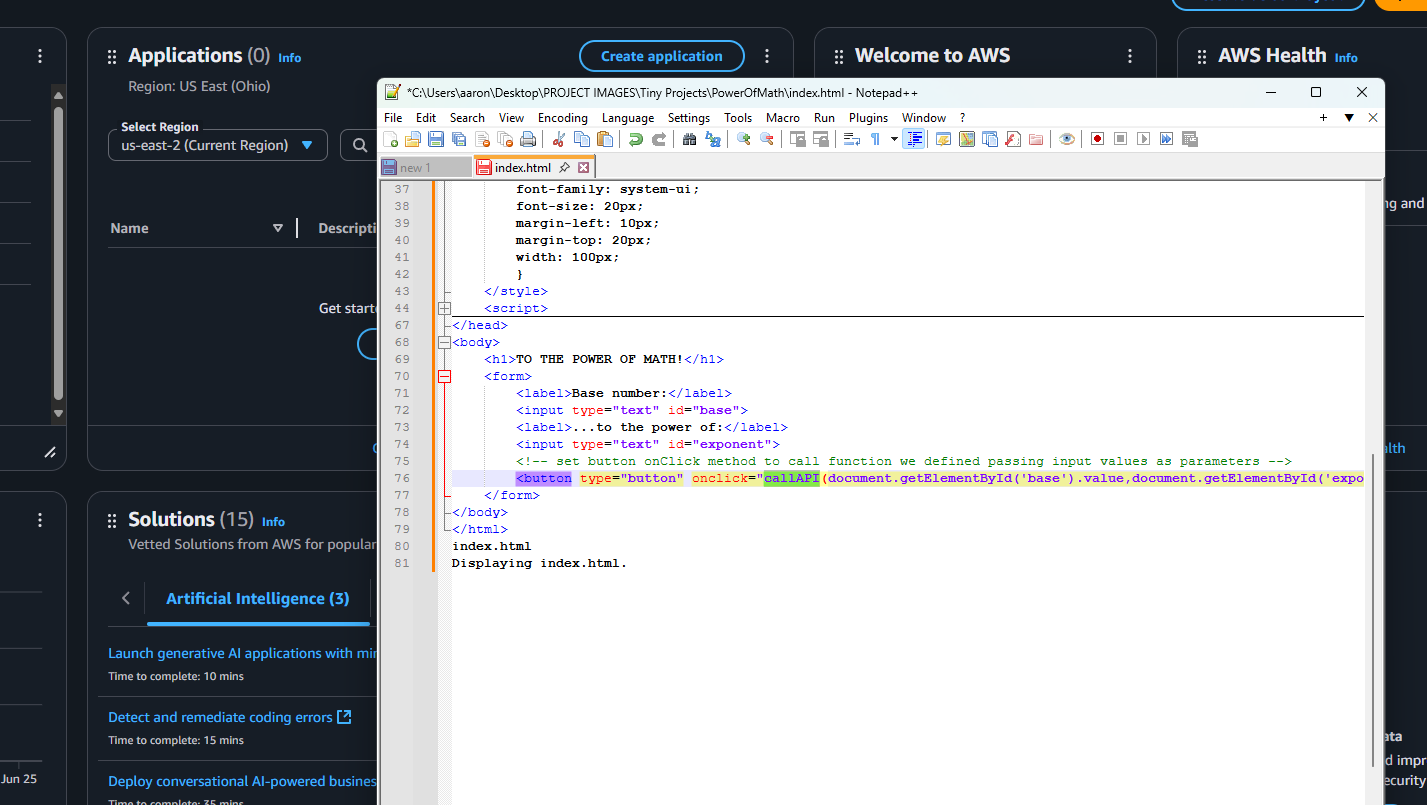 Applications (0) Info
Create application
Region: US East (Ohio)
Select Region
us-east-2 (Current Region)
Name
Get
Welcome to AWS
AWS Health Info
and
*C:\Users\aaron\Desktop\PROJECT IMAGES\Tiny Projects\PowerOfMath\index.html - Notepad++
File Edit Search View Encoding Language Settings Tools Macro Run Plugins Window ?
new 1
index.html
37 font-family: system-ui;
38 font-size: 20px;
39 margin-left: 10px;
40 margin-top: 20px;
41 width: 100px;
42 }
43 </style>
44 <script>
67 </head>
68 <body>
69 <h1>TO THE POWER OF MATH!</h1>
70 <form>
71 <label>Base number:</label>
72 <input type="text" id="base">
73 <label>...to the power of:</label>
74 <input type="text" id="exponent">
75 <!-- set button onClick method to call function we defined passing input values as parameters -->
76 <button type="button" onclick="callAPI(document.getElementById('base').value,document.getElementById('expo
77 </form>
78 </body>
79 </html>
80 index.html
81 Displaying index.html.
Solutions (15) Info
Vetted Solutions from AWS for popular
Artificial Intelligence (3)
Launch generative AI applications with
Time to complete: 10 mins
Detect and remediate coding errors
Time to complete: 15 mins
Deploy conversational AI-powered
Time to complete: 35 mins
Jun 25